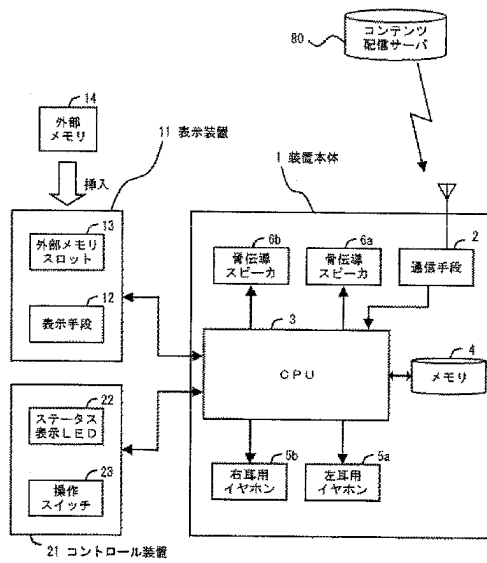 80
コンテンツ
配信サーバ
14
外部
メモリ
挿入
11 表示装置
1 装置本体
13
外部メモリ
スロット
12
表示手段
6b
骨伝導
スピーカ
6a
骨伝導
スピーカ
2
通信手段
3
CPU
4
メモリ
22
ステータス
表示LED
23
操作
スイッチ
5b
右耳用
イヤホン
5a
左耳用
イヤホン
21 コントロール装置